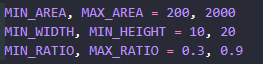 MIN_AREA, MAX_AREA = 200, 2000
MIN_WIDTH, MIN_HEIGHT = 10, 20
MIN_RATIO, MAX_RATIO = 0.3, 0.9